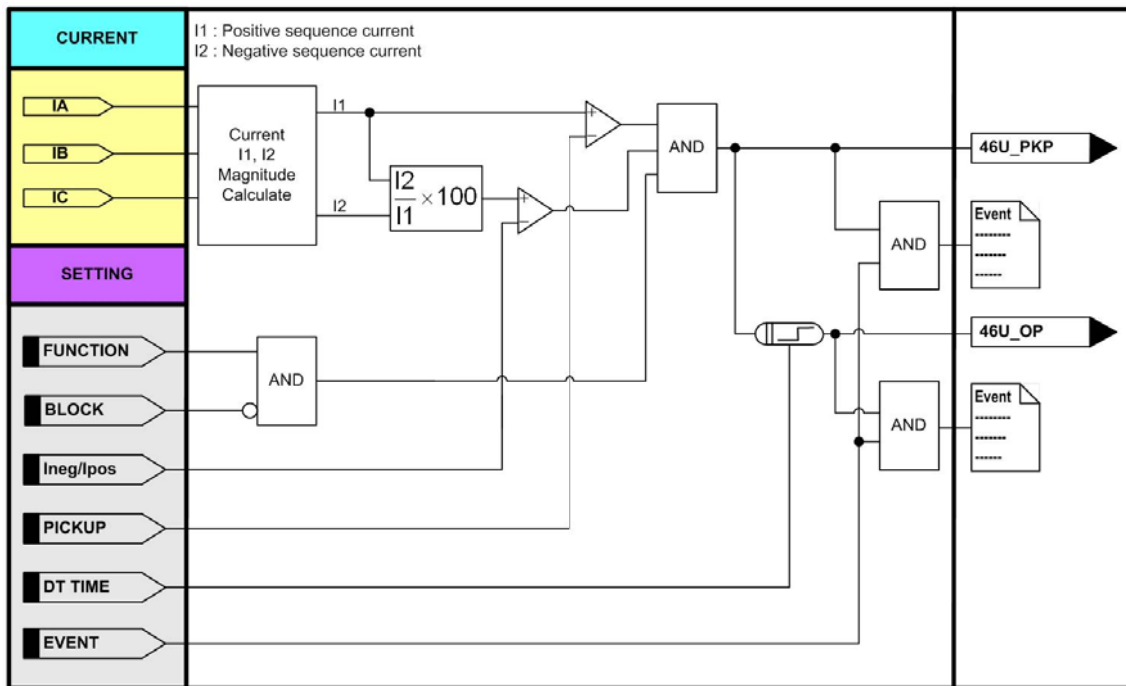 CURRENT
I1 : Positive sequence current
I2 : Negative sequence current
IA
IB
IC
Current
I1, I2
Magnitude
Calculate
I1
I2
I2
I1
×100
+
−
+
−
AND
46U_PKP
AND
Event
--------
-------
------
SETTING
FUNCTION
BLOCK
AND
Ineg/Ipos
PICKUP
DT TIME
EVENT
46U_OP
AND
Event
--------
-------
------